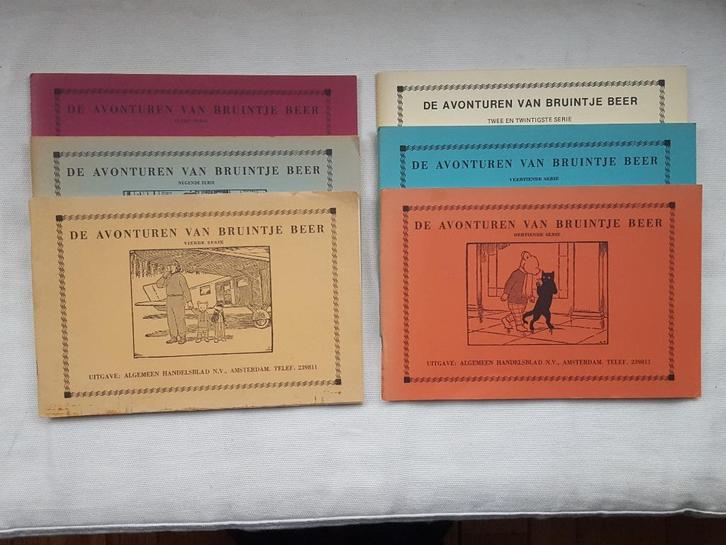 DE AVONTUREN VAN BRUINTJE BEER
DE AVONTUREN VAN BRUINTJE BEER
NEGENDE SERIE
DE AVONTUREN VAN BRUINTJE BEER
VIERDE SERIE
UITGAVE: ALGEMEEN HANDELSBLAD N.V., AMSTERDAM. TELEF. 239811
DE AVONTUREN VAN BRUINTJE BEER
TWEE EN TWINTIGSTE SERIE
DE AVONTUREN VAN BRUINTJE BEER
VEERTIENDE SERIE
DE AVONTUREN VAN BRUINTJE BEER
DERTIENDE SERIE
UITGAVE: ALGEMEEN HANDELSBLAD N.V., AMSTERDAM. TELEF. 239811